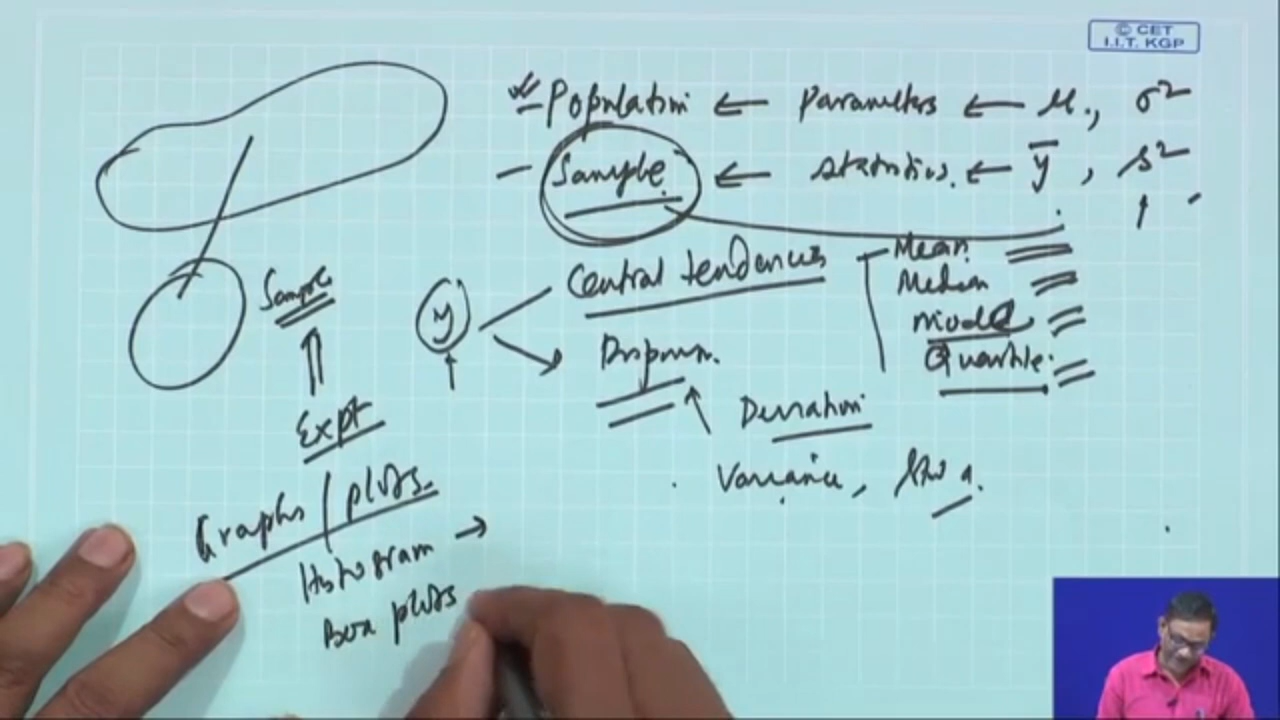 © CET
I.I.T. KGP
Population ← parameters ← μ, σ²
Sample ← statistics. ← ȳ, s²
Central tendencies
Mean
Median
Mode
Quartile.
Sample
y
Dispersion.
Expt
Deviation
Variance,
Graphs / plots.
Histogram →
Box plots